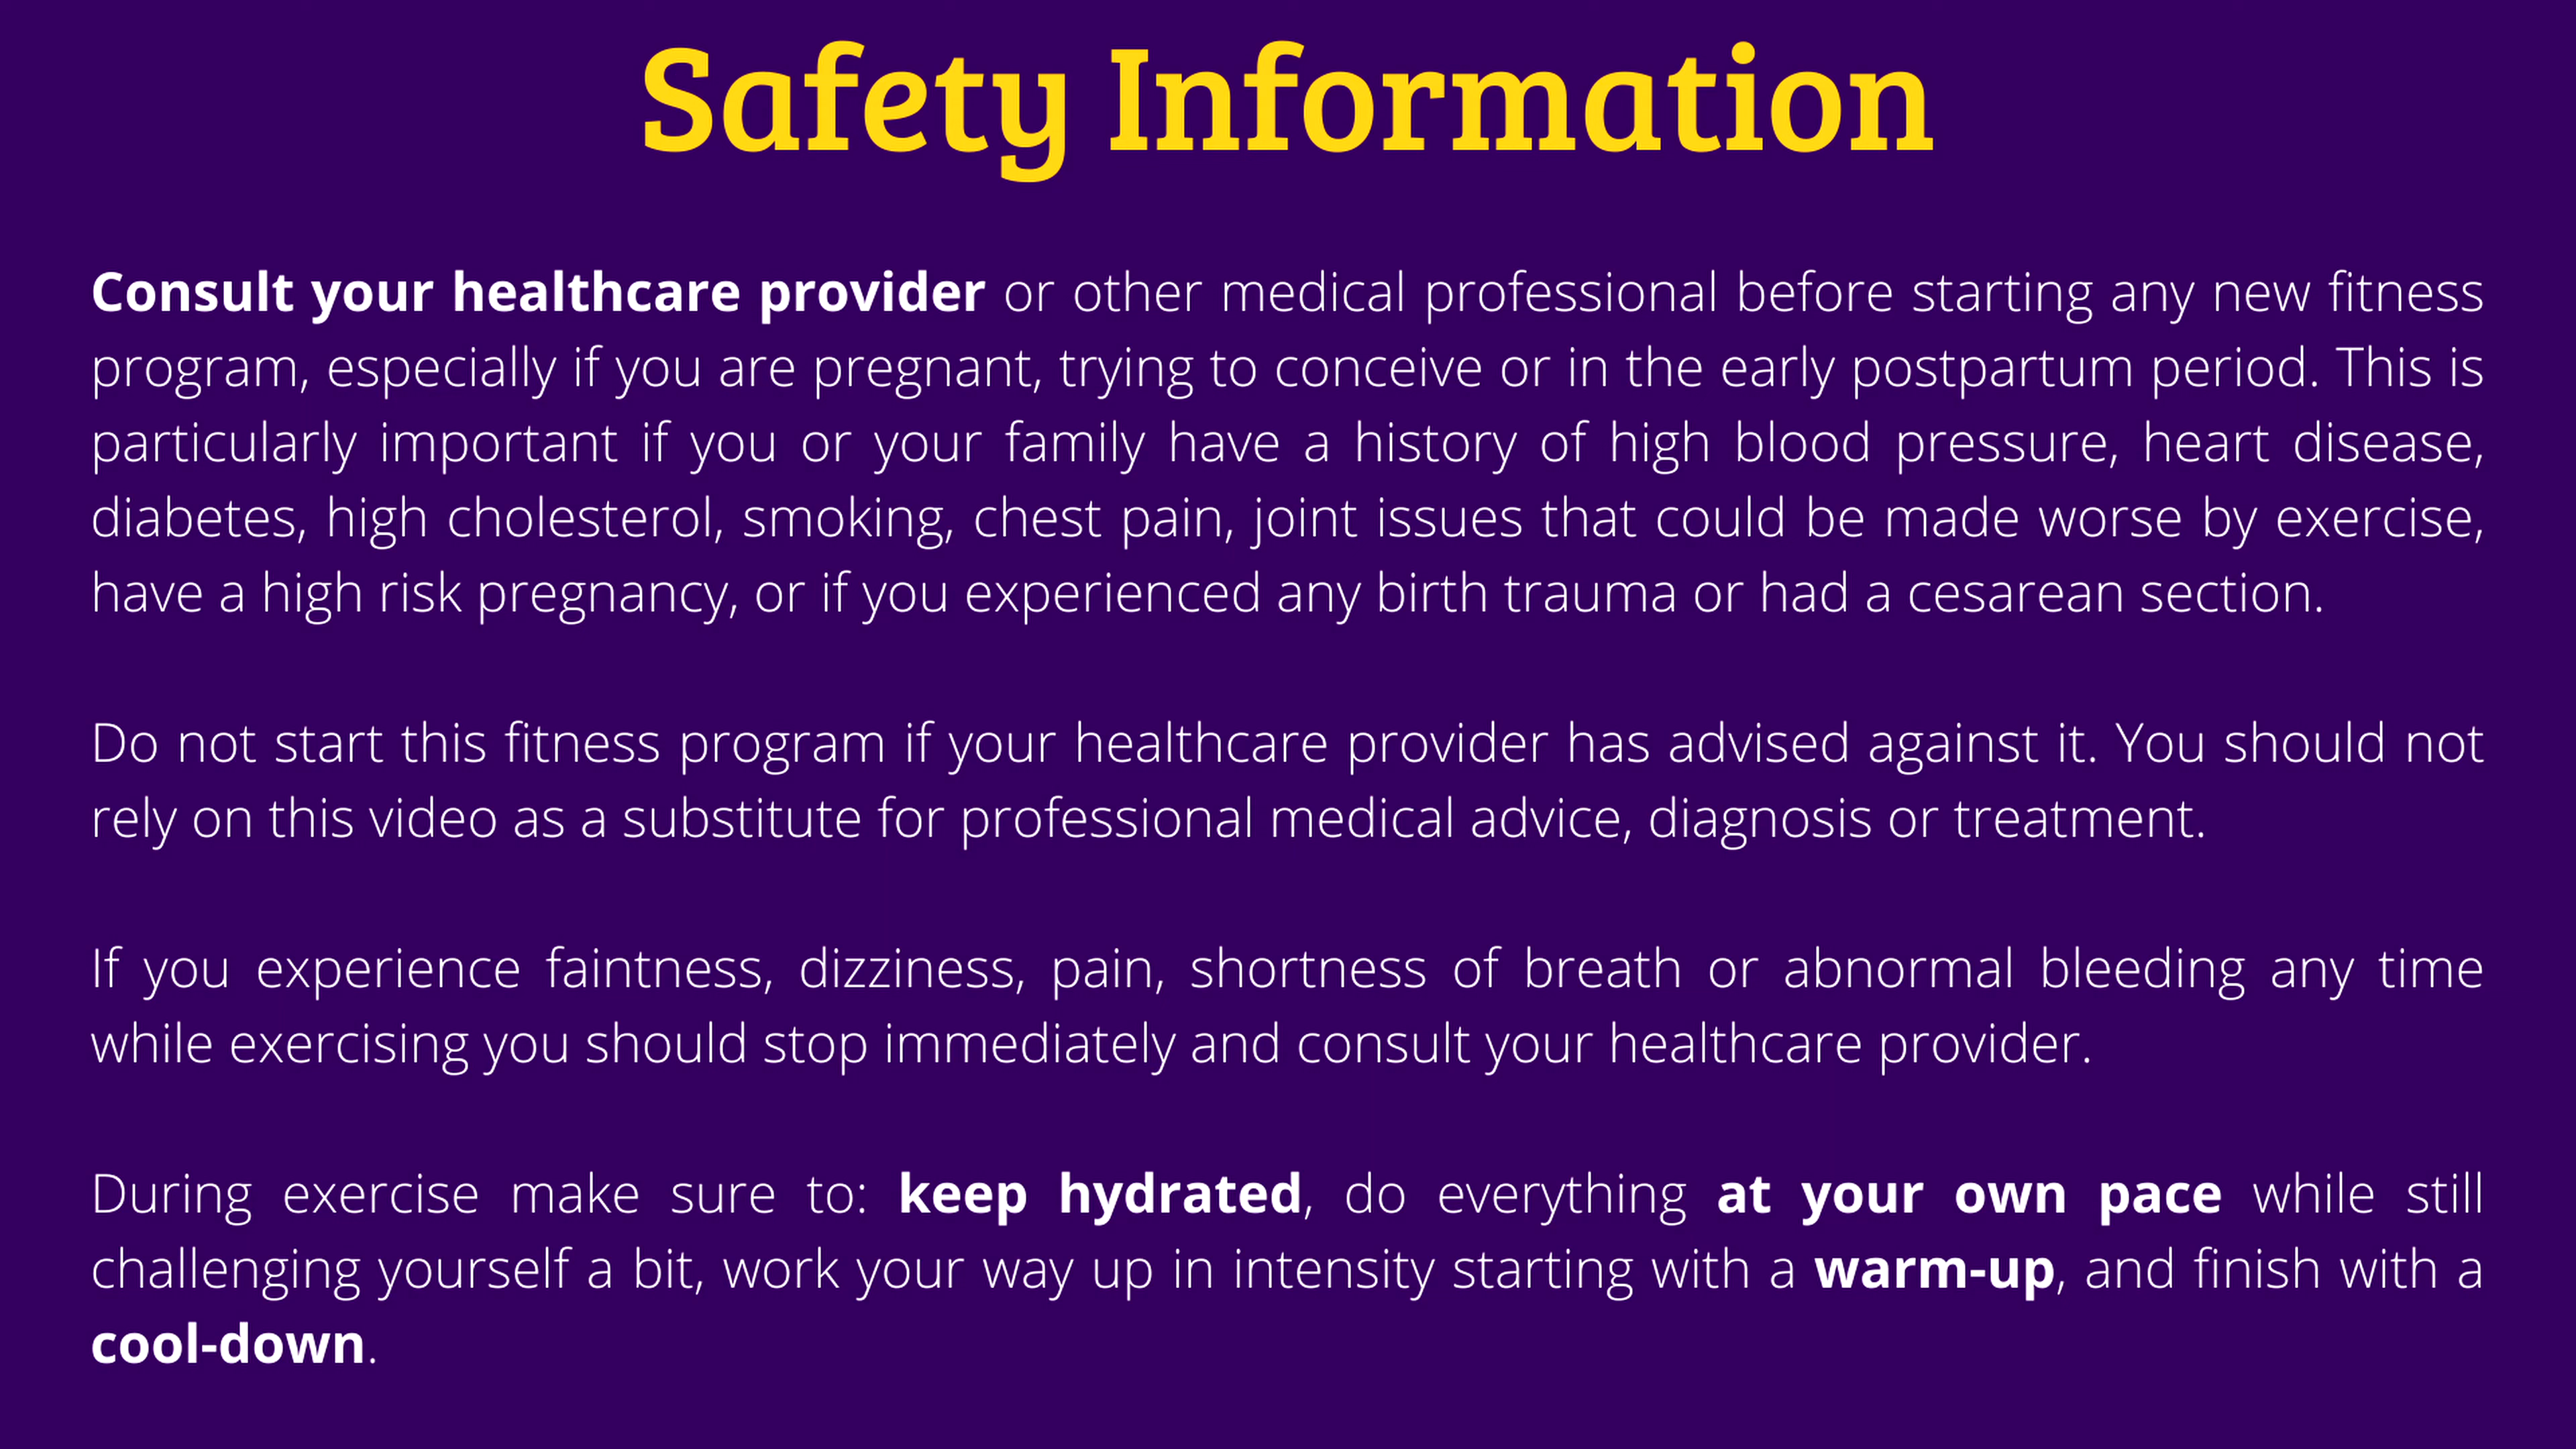 Safety Information
Consult your healthcare provider or other medical professional before starting any new fitness
program, especially if you are pregnant, trying to conceive or in the early postpartum period. This is
particularly important if you or your family have a history of high blood pressure, heart disease,
diabetes, high cholesterol, smoking, chest pain, joint issues that could be made worse by exercise,
have a high risk pregnancy, or if you experienced any birth trauma or had a cesarean section.
Do not start this fitness program if your healthcare provider has advised against it. You should not
rely on this video as a substitute for professional medical advice, diagnosis or treatment.
If you experience faintness, dizziness, pain, shortness of breath or abnormal bleeding any time
while exercising you should stop immediately and consult your healthcare provider.
During exercise make sure to: keep hydrated, do everything at your own pace while still
challenging yourself a bit, work your way up in intensity starting with a warm-up, and finish with a
cool-down.